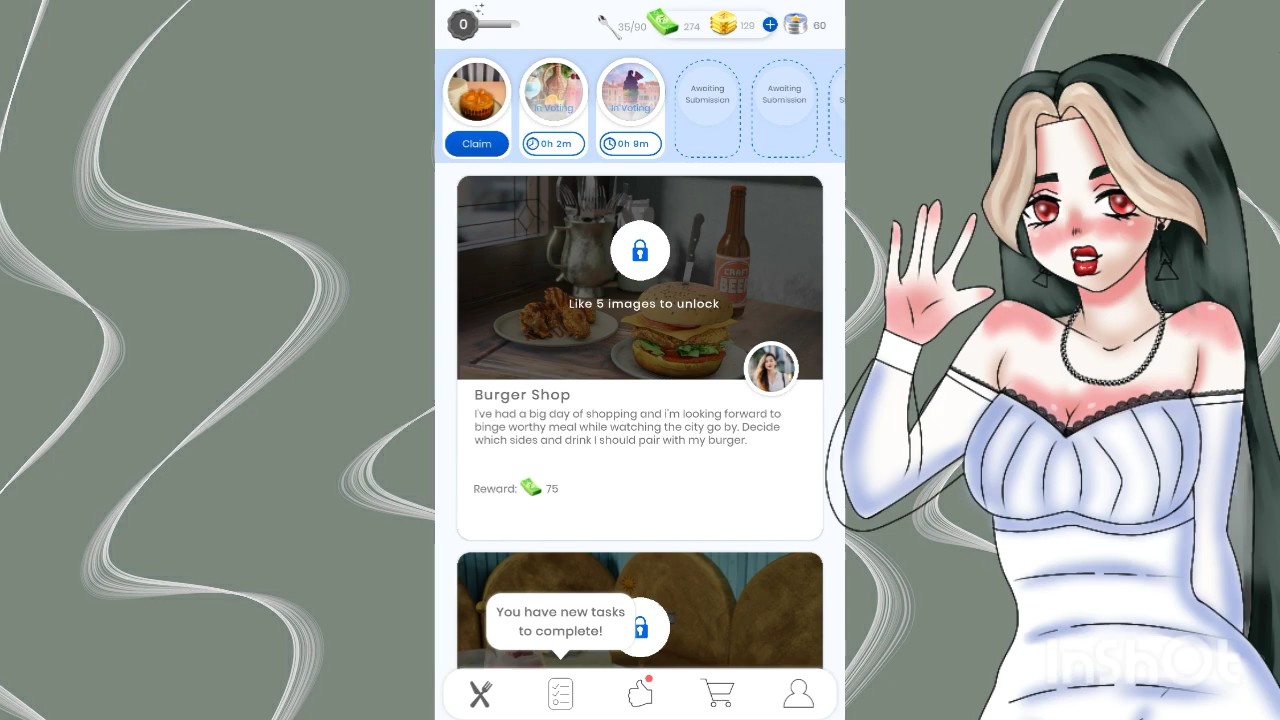 0
35/90
274
129
60
In Voting
In Voting
Awaiting
Submission
Awaiting
Submission
S
Claim
0h 2m
0h 9m
CRAFT
BEER
Like 5 images to unlock
Burger Shop
I've had a big day of shopping and i'm looking forward to
binge worthy meal while watching the city go by. Decide
which sides and drink I should pair with my burger.
Reward: 75
You have new tasks
to complete!
InShOt